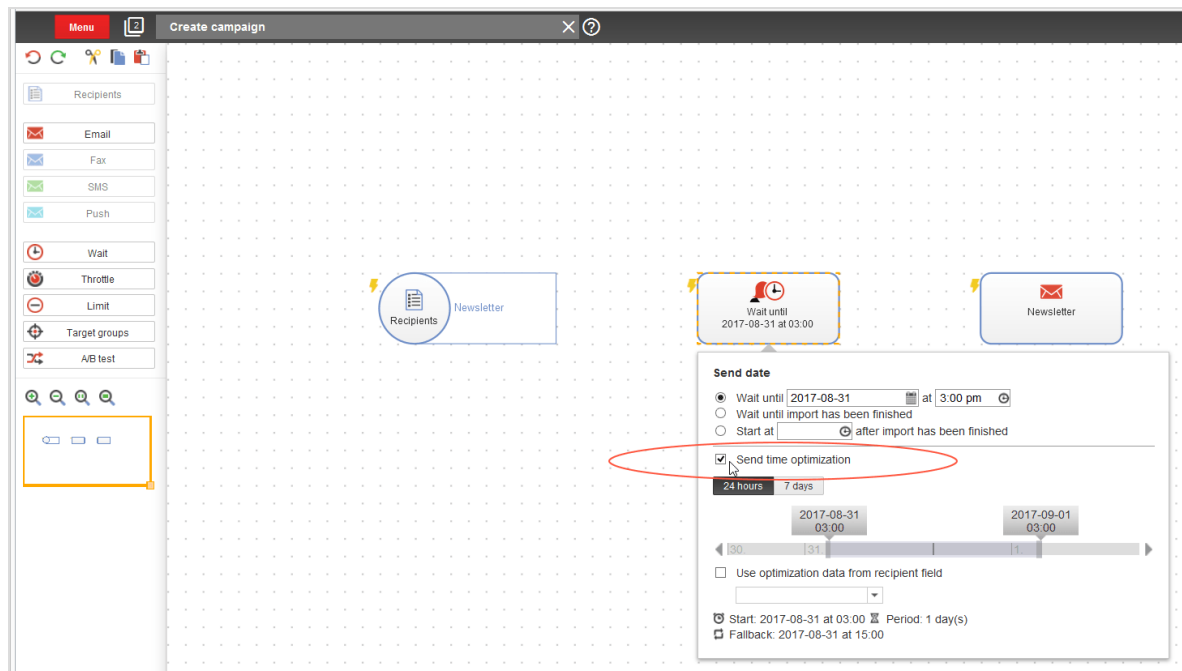 Menu
2
Create campaign
Recipients
Email
Fax
SMS
Push
Wait
Throttle
Limit
Target groups
A/B test
Recipients
Newsletter
Wait until
2017-08-31 at 03:00
Newsletter
Send date
Wait until 2017-08-31 at 3:00 pm
Wait until import has been finished
Start at after import has been finished
Send time optimization
24 hours 7 days
2017-08-31 2017-09-01
03:00 03:00
30. 31. 1.
Use optimization data from recipient field
Start: 2017-08-31 at 03:00 Period: 1 day(s)
Fallback: 2017-08-31 at 15:00